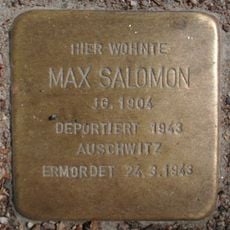 HIER WOHNTE
MAX SALOMON
JG. 1904
DEPORTIERT 1943
AUSCHWITZ
ERMORDET 24.3.1943